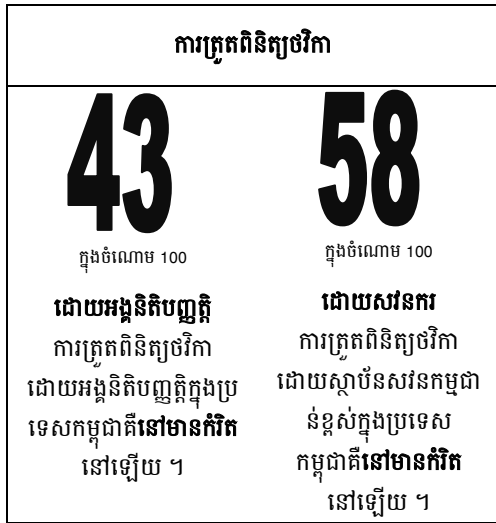 ការត្រួតពិនិត្យថវិកា
43
ក្នុងចំណោម 100
ដោយអង្គនិតិបញ្ញត្តិ
ការត្រួតពិនិត្យថវិកា
ដោយអង្គនិតិបញ្ញត្តិក្នុងប្រ
ទេសកម្ពុជាគឺនៅមានកំរិត
នៅឡើយ ។
58
ក្នុងចំណោម 100
ដោយសវនករ
ការត្រួតពិនិត្យថវិកា
ដោយស្ថាប័នសវនកម្មជា
ន់ខ្ពស់ក្នុងប្រទេស
កម្ពុជាគឺនៅមានកំរិត
នៅឡើយ ។